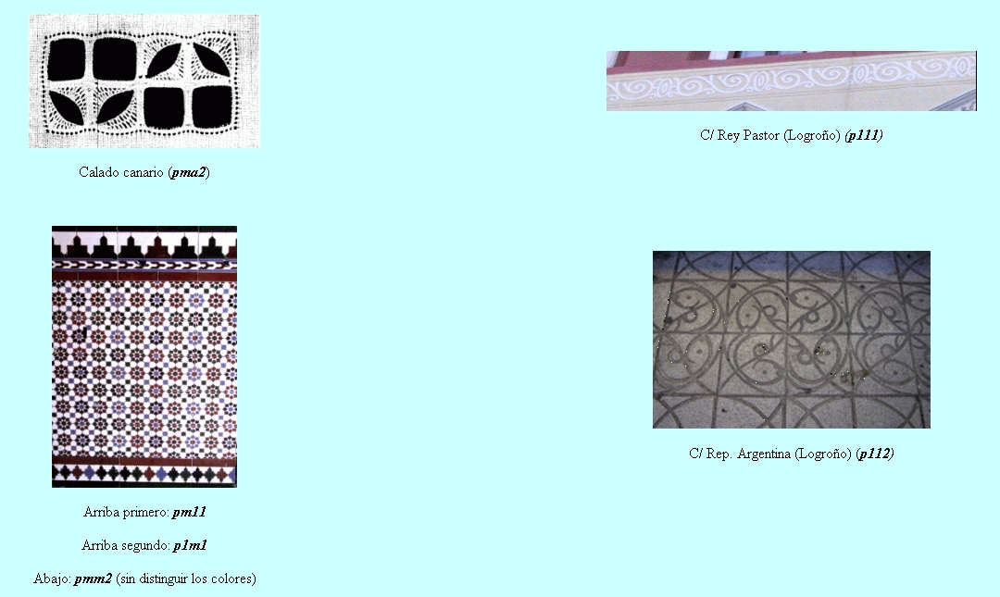 Calado canario (pma2)
C/ Rey Pastor (Logroño) (p111)
C/ Rep. Argentina (Logroño) (p112)
Arriba primero: pm11
Arriba segundo: p1m1
Abajo: pmm2 (sin distinguir los colores)